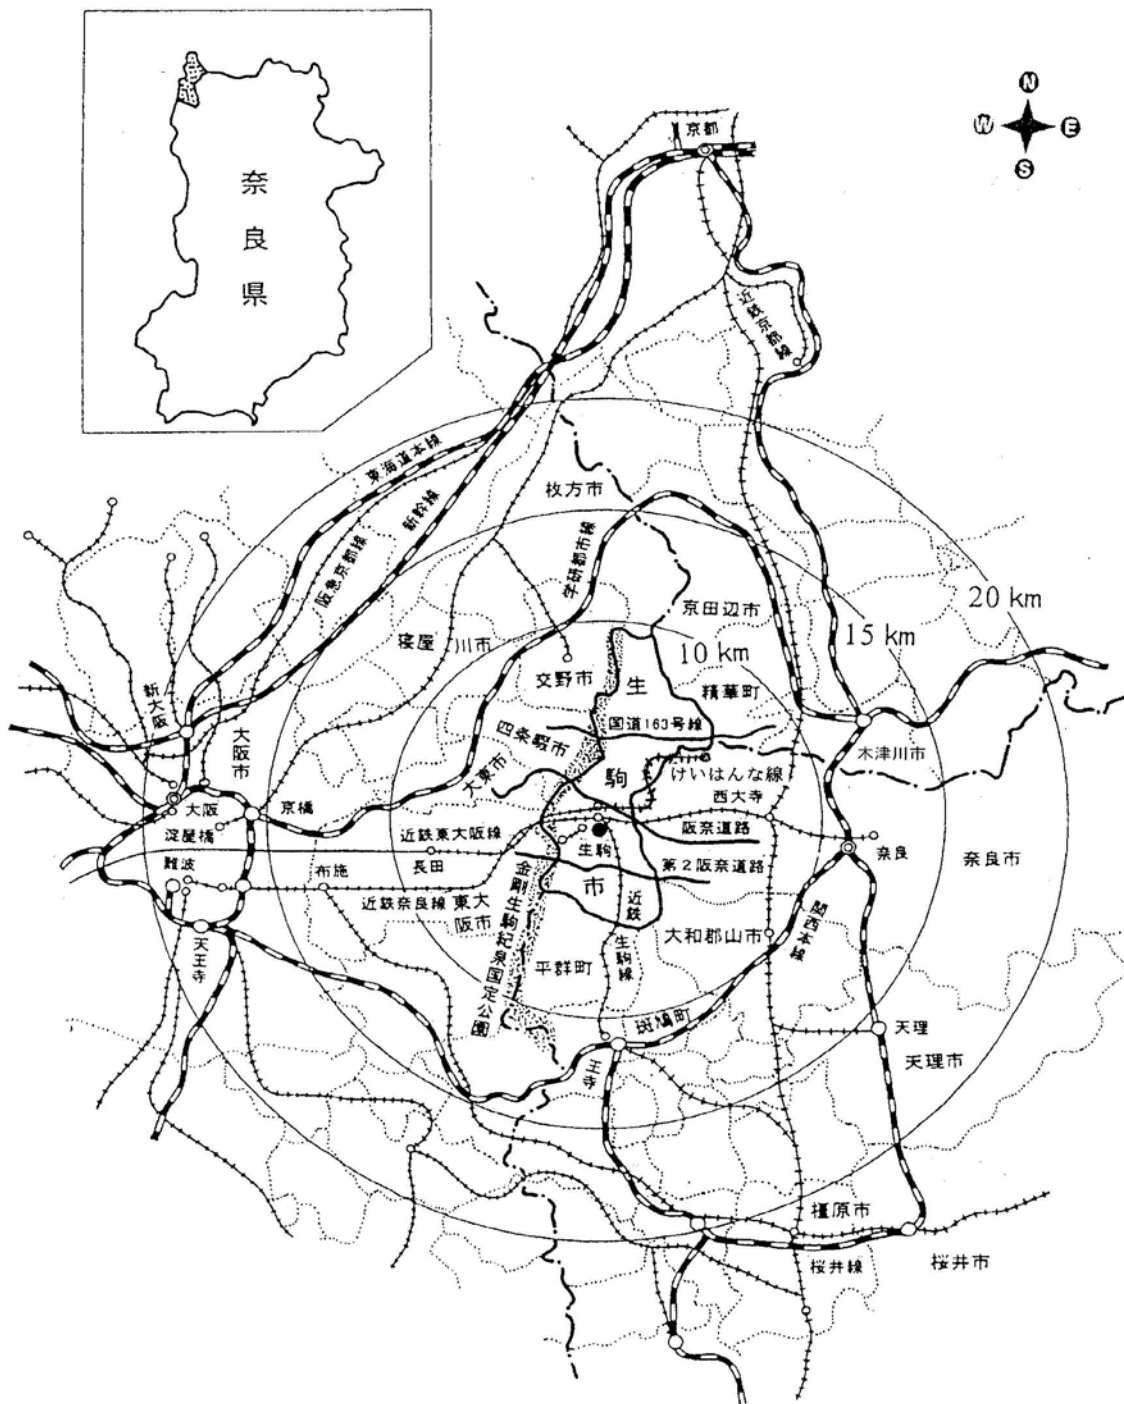 奈良県
N
W
E
S
京都
近鉄京都線
東海道本線
新幹線
阪急京都線
枚方市
学研都市線
京田辺市
20 km
15 km
10 km
寝屋川市
交野市
生駒市
精華町
新大阪
国道163号線
四条畷市
大東市
大阪市
木津川市
けいはんな線
西大寺
大阪
京橋
淀屋橋
近鉄東大阪線
阪奈道路
生駒
長田
難波
第2阪奈道路
奈良
奈良市
布施
近鉄奈良線
東大阪市
金剛生駒紀泉国定公園
近鉄生駒線
大和郡山市
関西本線
天王寺
平群町
斑鳩町
天理
天理市
王寺
橿原市
桜井線
桜井市